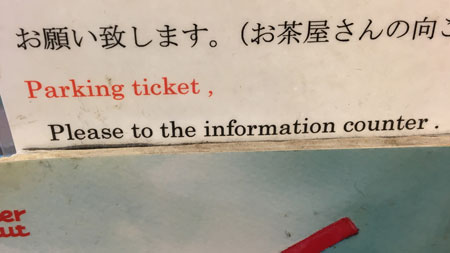 お願い致します。(お茶屋さんの向こ
Parking ticket ,
Please to the information counter .